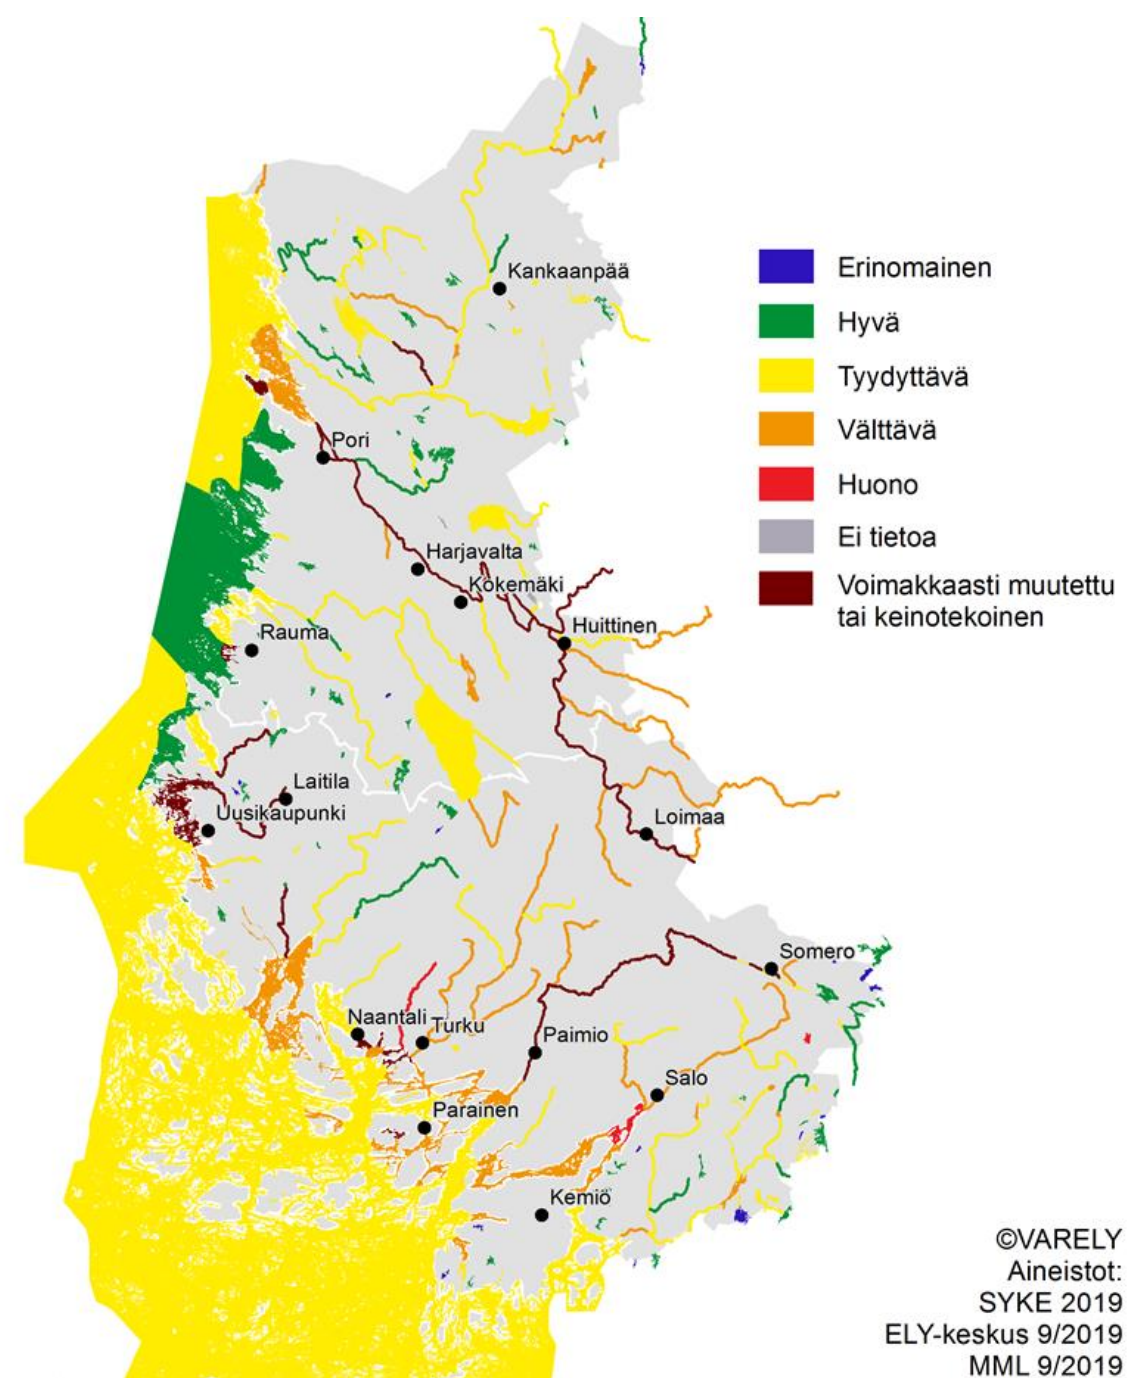 Kankaanpää
Pori
Harjavalta
Kokemäki
Huittinen
Rauma
Laitila
Uusikaupunki
Loimaa
Somero
Naantali
Turku
Paimio
Salo
Parainen
Kemiö
Erinomainen
Hyvä
Tyydyttävä
Välttävä
Huono
Ei tietoa
Voimakkaasti muutettu
tai keinotekoinen
©VARELY
Aineistot:
SYKE 2019
ELY-keskus 9/2019
MML 9/2019